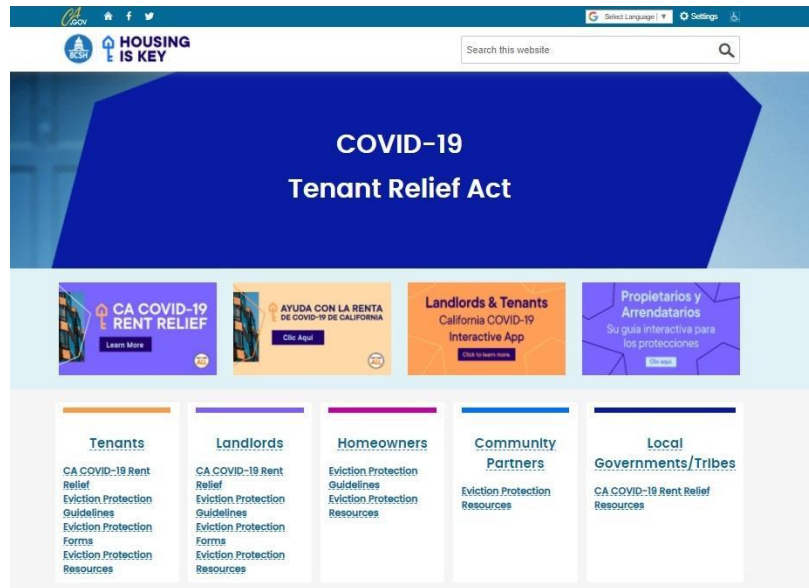 CA.GOV
Select Language ▼
Settings
Search this website
BCSH
HOUSING
IS KEY
COVID-19
Tenant Relief Act
CA COVID-19
RENT RELIEF
Learn More
AYUDA CON LA RENTA
DE COVID-19 DE CALIFORNIA
Clic Aquí
Landlords & Tenants
California COVID-19
Interactive App
Click to learn more.
Propietarios y
Arrendatarios
Su guía interactiva para
los protecciones
Clic aquí.
Tenants
CA COVID-19 Rent
Relief
Eviction Protection
Guidelines
Eviction Protection
Forms
Eviction Protection
Resources
Landlords
CA COVID-19 Rent
Relief
Eviction Protection
Guidelines
Eviction Protection
Forms
Eviction Protection
Resources
Homeowners
Eviction Protection
Guidelines
Eviction Protection
Resources
Community
Partners
Eviction Protection
Resources
Local
Governments/Tribes
CA COVID-19 Rent Relief
Resources